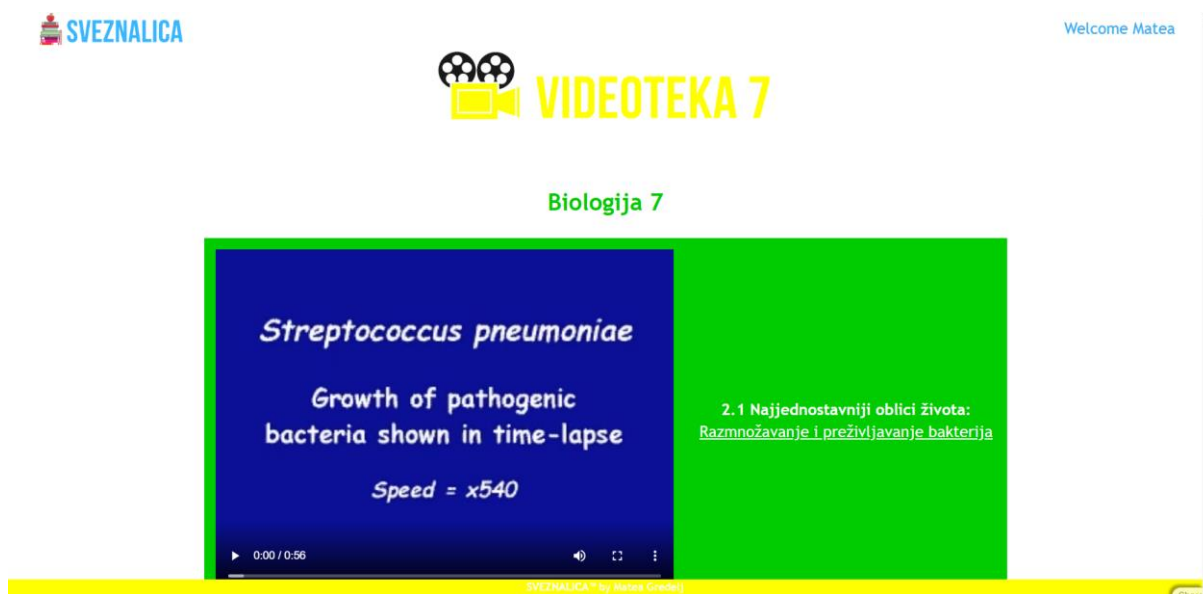 SVEZNALICA
Welcome Matea
VIDEOTEKA 7
Biologija 7
Streptococcus pneumoniae
Growth of pathogenic
bacteria shown in time-lapse
Speed = x540
2.1 Najjednostavniji oblici života:
Razmnožavanje i preživljavanje bakterija
0:00 / 0:56
SVEZNALICA™ by Matea